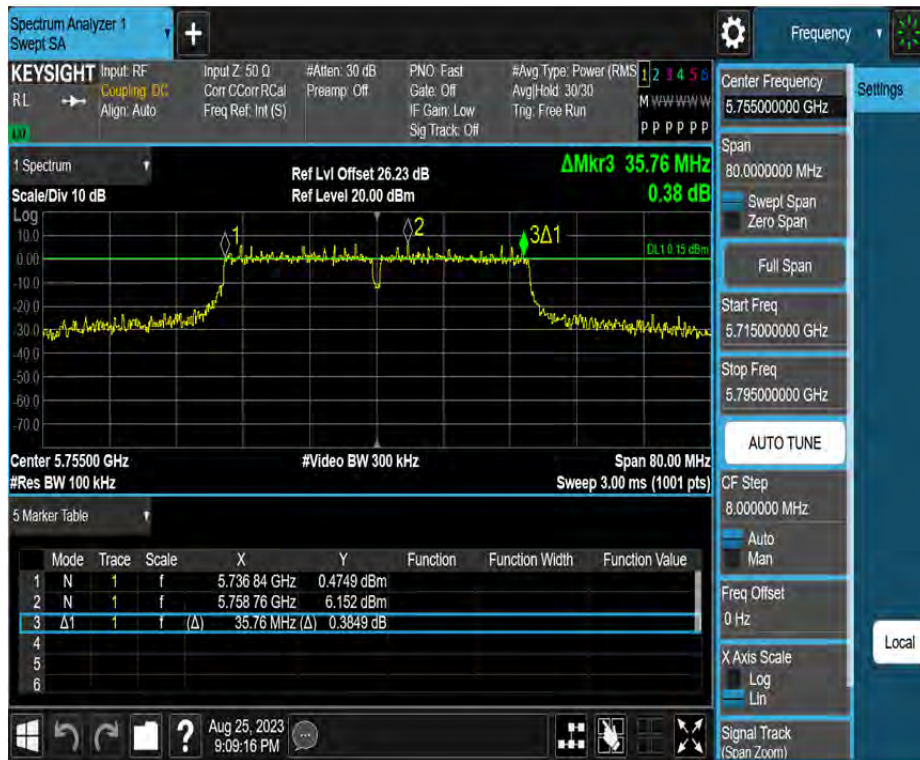 Spectrum Analyzer 1
Swept SA
+
Frequency
KEYSIGHT
RL
Input: RF
Coupling: DC
Align: Auto
Input Z: 50 Ω
Corr CCorr RCal
Freq Ref: Int (S)
#Atten: 30 dB
Preamp: Off
PNO: Fast
Gate: Off
IF Gain: Low
Sig Track: Off
#Avg Type: Power (RMS
Avg|Hold: 30/30
Trig: Free Run
1 2 3 4 5 6
M W W W W W
P P P P P P
1 Spectrum
Scale/Div 10 dB
Ref Lvl Offset 26.23 dB
Ref Level 20.00 dBm
ΔMkr3 35.76 MHz
0.38 dB
Log
10.0
0.00
-10.0
-20.0
-30.0
-40.0
-50.0
-60.0
-70.0
1
2
3Δ1
DL1 0.15 dBm
Center 5.75500 GHz
#Res BW 100 kHz
#Video BW 300 kHz
Span 80.00 MHz
Sweep 3.00 ms (1001 pts)
5 Marker Table
Mode Trace Scale X Y Function Function Width Function Value
1 N 1 f 5.736 84 GHz 0.4749 dBm
2 N 1 f 5.758 76 GHz 6.152 dBm
3 Δ1 1 f (Δ) 35.76 MHz (Δ) 0.3849 dB
4
5
6
?
Aug 25, 2023
9:09:16 PM
Center Frequency
5.755000000 GHz
Span
80.0000000 MHz
Swept Span
Zero Span
Full Span
Start Freq
5.715000000 GHz
Stop Freq
5.795000000 GHz
AUTO TUNE
CF Step
8.000000 MHz
Auto
Man
Freq Offset
0 Hz
X Axis Scale
Log
Lin
Signal Track
(Span Zoom)
Settings
Local